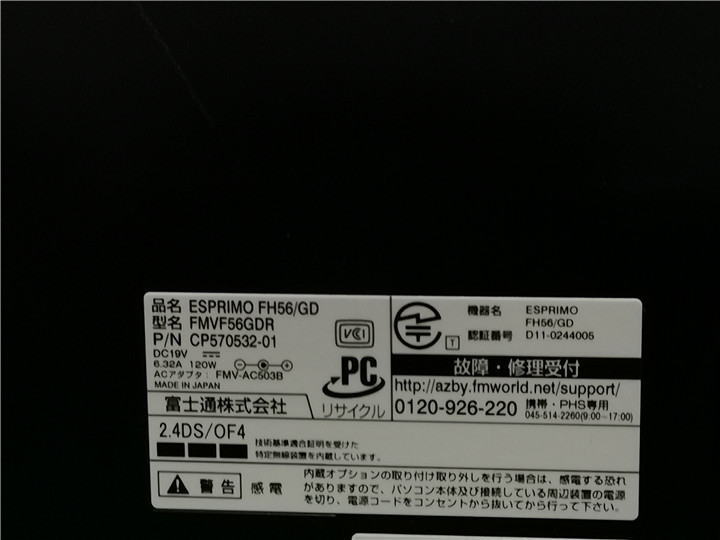 品名 ESPRIMO FH56/GD
型名 FMVF56GDR
P/N CP570532-01
DC19V
6.32A 120W
ACアダプタ : FMV-AC503B
MADE IN JAPAN
富士通株式会社
VCCI
PC
リサイクル
T
機器名 ESPRIMO FH56/GD
認証番号 D11-0244005
故障・修理受付
http://azby.fmworld.net/support/
0120-926-220
携帯・PHS専用
045-514-2260(9:00~17:00)
2.4DS/OF4
技術基準適合証明を受けた
特定無線装置を内蔵しています。
警告 感電
内蔵オプションの取り付け取り外しを行う場合は、感電する恐れ
がありますので、パソコン本体及び接続している周辺装置の電源
を切り、電源コードをコンセントから抜いてから行って下さい。